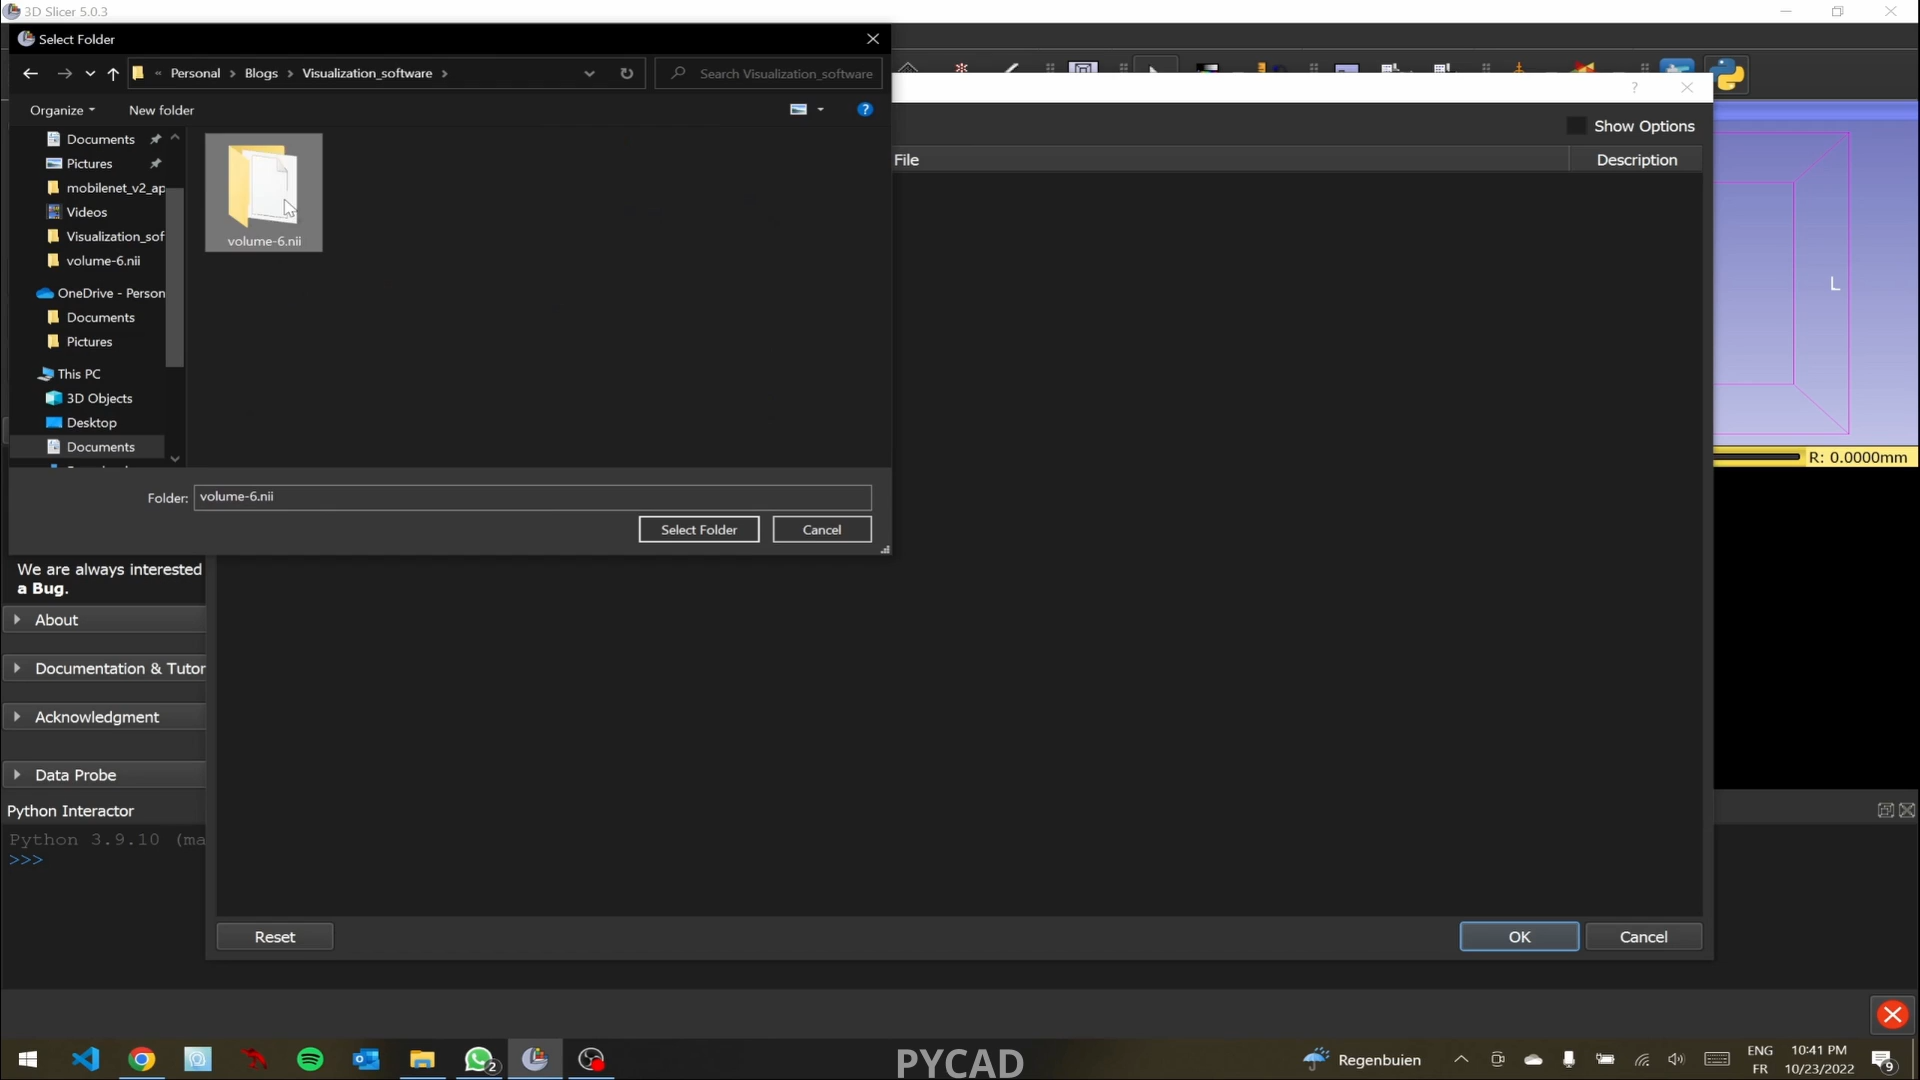 3D Slicer 5.0.3
Select Folder
« Personal > Blogs > Visualization_software >
Search Visualization_software
Organize
New folder
Documents
Pictures
mobilenet_v2_ap
Videos
Visualization_sof
volume-6.nii
OneDrive - Person
Documents
Pictures
This PC
3D Objects
Desktop
Documents
volume-6.nii
Folder: volume-6.nii
Select Folder
Cancel
?
Show Options
File
Description
L
R: 0.0000mm
We are always interested
a Bug.
About
Documentation & Tutor
Acknowledgment
Data Probe
Python Interactor
Python 3.9.10 (ma
>>>
Reset
OK
Cancel
2
PYCAD
Regenbuien
ENG
FR
10:41 PM
10/23/2022
9